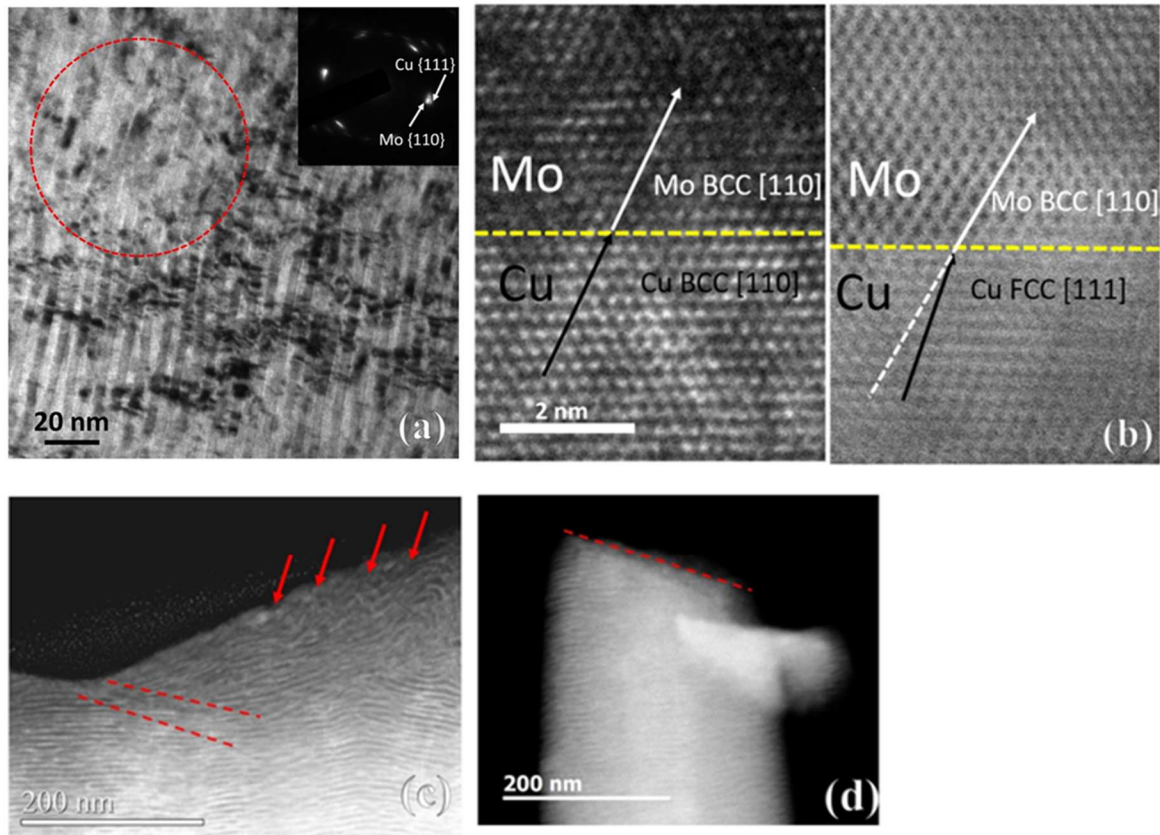 Cu {111}
Mo {110}
20 nm
(a)
Mo
Mo BCC [110]
Cu
Cu BCC [110]
2 nm
Mo
Mo BCC [110]
Cu
Cu FCC [111]
(b)
200 nm
(c)
200 nm
(d)